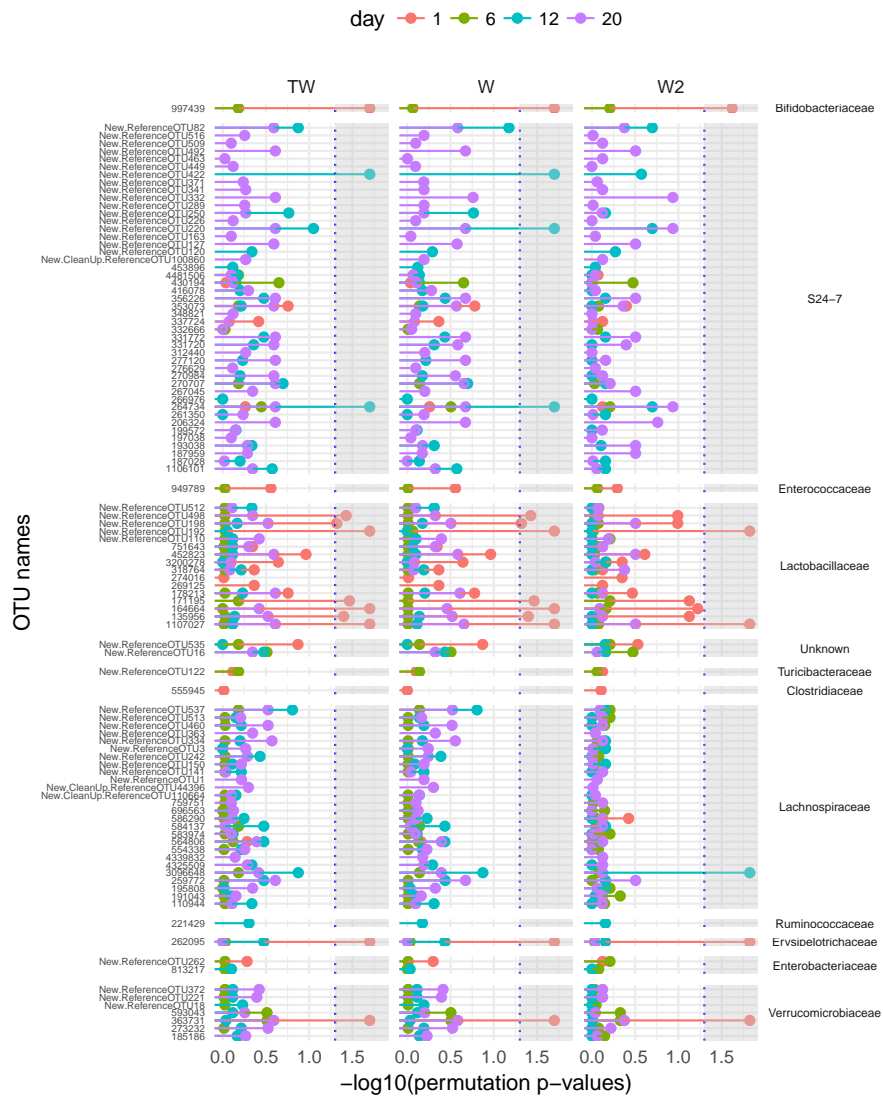 day 1 6 12 20
TW W W2
997439 Bifidobacteriaceae
New.ReferenceOTU82
New.ReferenceOTU516
New.ReferenceOTU509
New.ReferenceOTU492
New.ReferenceOTU463
New.ReferenceOTU449
New.ReferenceOTU422
New.ReferenceOTU371
New.ReferenceOTU341
New.ReferenceOTU332
New.ReferenceOTU289
New.ReferenceOTU250
New.ReferenceOTU226
New.ReferenceOTU220
New.ReferenceOTU163
New.ReferenceOTU127
New.ReferenceOTU120
New.CleanUp.ReferenceOTU100860
453896
4481506
430194
416078
356226
353073
348821
337724
332666
331772
331720
312440
277120
276629
270984
270707
267045
266976
264734
261350
206324
199572
197038
193038
187959
187028
1106101
S24−7
949789 Enterococcaceae
New.ReferenceOTU512
New.ReferenceOTU498
New.ReferenceOTU198
New.ReferenceOTU192
New.ReferenceOTU110
751643
452823
3200278
318764
274016
269125
178213
171195
164664
135956
1107027
Lactobacillaceae
New.ReferenceOTU535
New.ReferenceOTU16
Unknown
New.ReferenceOTU122 Turicibacteraceae
555945 Clostridiaceae
New.ReferenceOTU537
New.ReferenceOTU513
New.ReferenceOTU460
New.ReferenceOTU363
New.ReferenceOTU334
New.ReferenceOTU3
New.ReferenceOTU242
New.ReferenceOTU150
New.ReferenceOTU141
New.ReferenceOTU1
New.CleanUp.ReferenceOTU44396
New.CleanUp.ReferenceOTU110664
759751
696563
586290
584137
583974
564806
554338
4339832
4325509
3096648
259772
195808
191043
110944
Lachnospiraceae
221429 Ruminococcaceae
262095 Erysipelotrichaceae
New.ReferenceOTU262
813217
Enterobacteriaceae
New.ReferenceOTU372
New.ReferenceOTU221
New.ReferenceOTU18
593043
363731
273232
185186
Verrucomicrobiaceae
OTU names
0.0 0.5 1.0 1.5 0.0 0.5 1.0 1.5 0.0 0.5 1.0 1.5
−log10(permutation p−values)